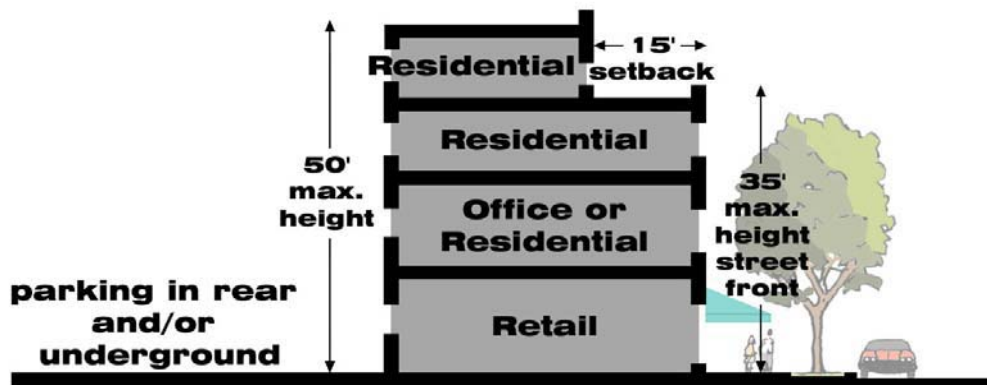 Residential
15'
setback
Residential
50'
max.
height
Office or
Residential
35'
max.
height
street
front
parking in rear
and/or
underground
Retail